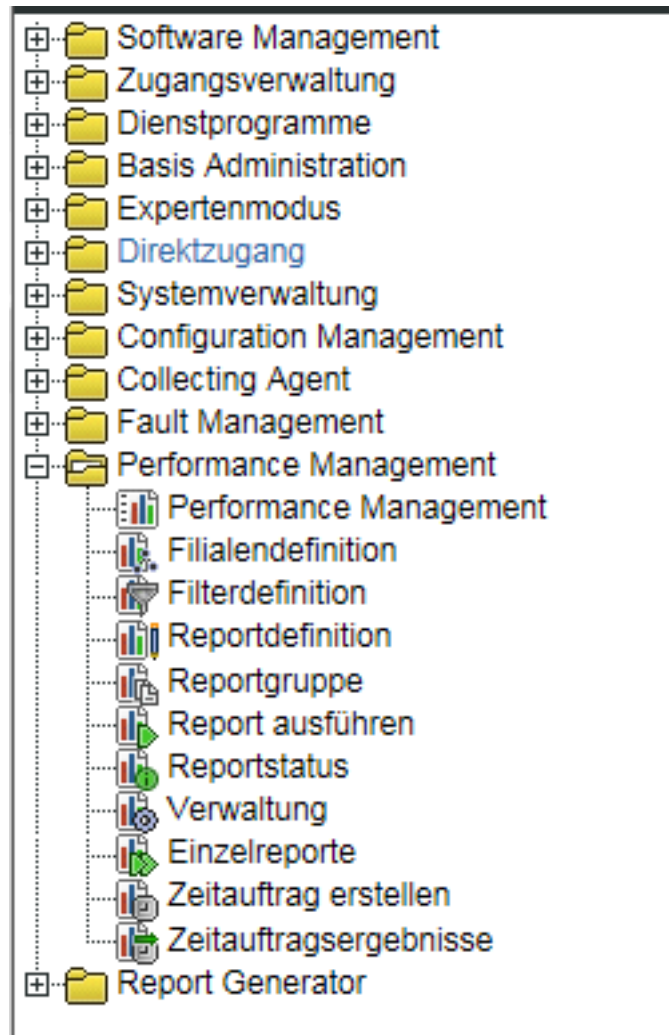 Software Management
Zugangsverwaltung
Dienstprogramme
Basis Administration
Expertenmodus
Direktzugang
Systemverwaltung
Configuration Management
Collecting Agent
Fault Management
Performance Management
Performance Management
Filialendefinition
Filterdefinition
Reportdefinition
Reportgruppe
Report ausführen
Reportstatus
Verwaltung
Einzelreporte
Zeitauftrag erstellen
Zeitauftragsergebnisse
Report Generator